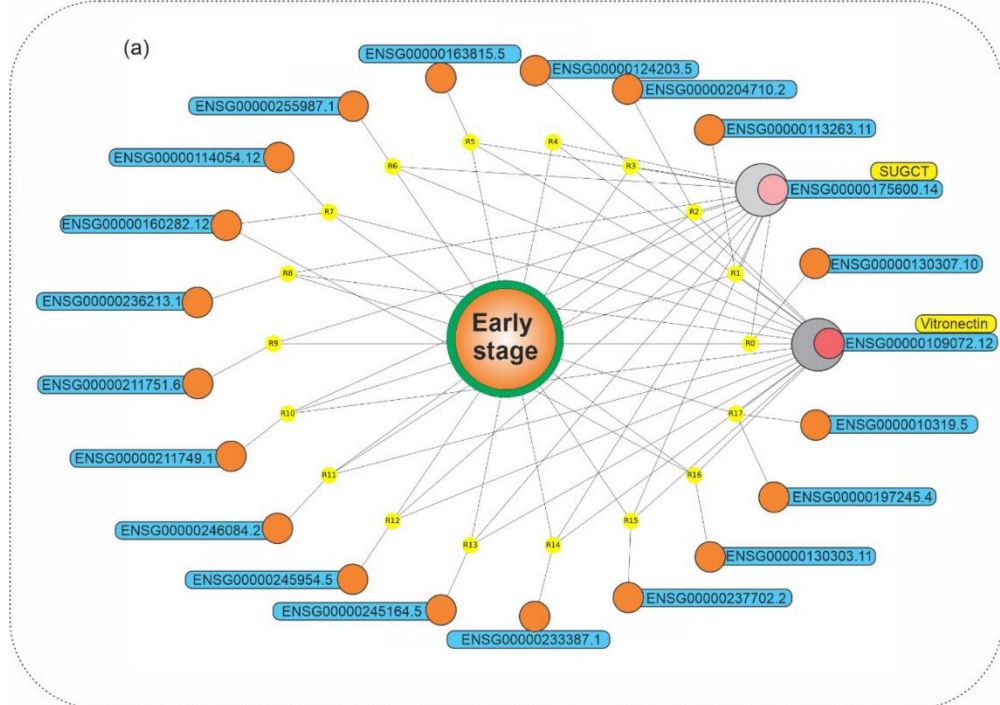 (a)
ENSG00000163815.5
ENSG00000124203.5
ENSG00000204710.2
ENSG00000255987.1
ENSG00000113263.11
R5
R4
ENSG00000114054.12
R6
R3
SUGCT
ENSG00000175600.14
ENSG00000160282.12
R7
R2
ENSG00000130307.10
R8
R1
ENSG00000236213.1
Early
stage
Vitronectin
R9
R0
ENSG00000109072.12
ENSG00000211751.6
R10
R17
ENSG0000010319.5
ENSG00000211749.1
R11
R16
ENSG00000197245.4
ENSG00000246084.2
R12
R15
R13
R14
ENSG00000130303.11
ENSG00000245954.5
ENSG00000237702.2
ENSG00000245164.5
ENSG00000233387.1